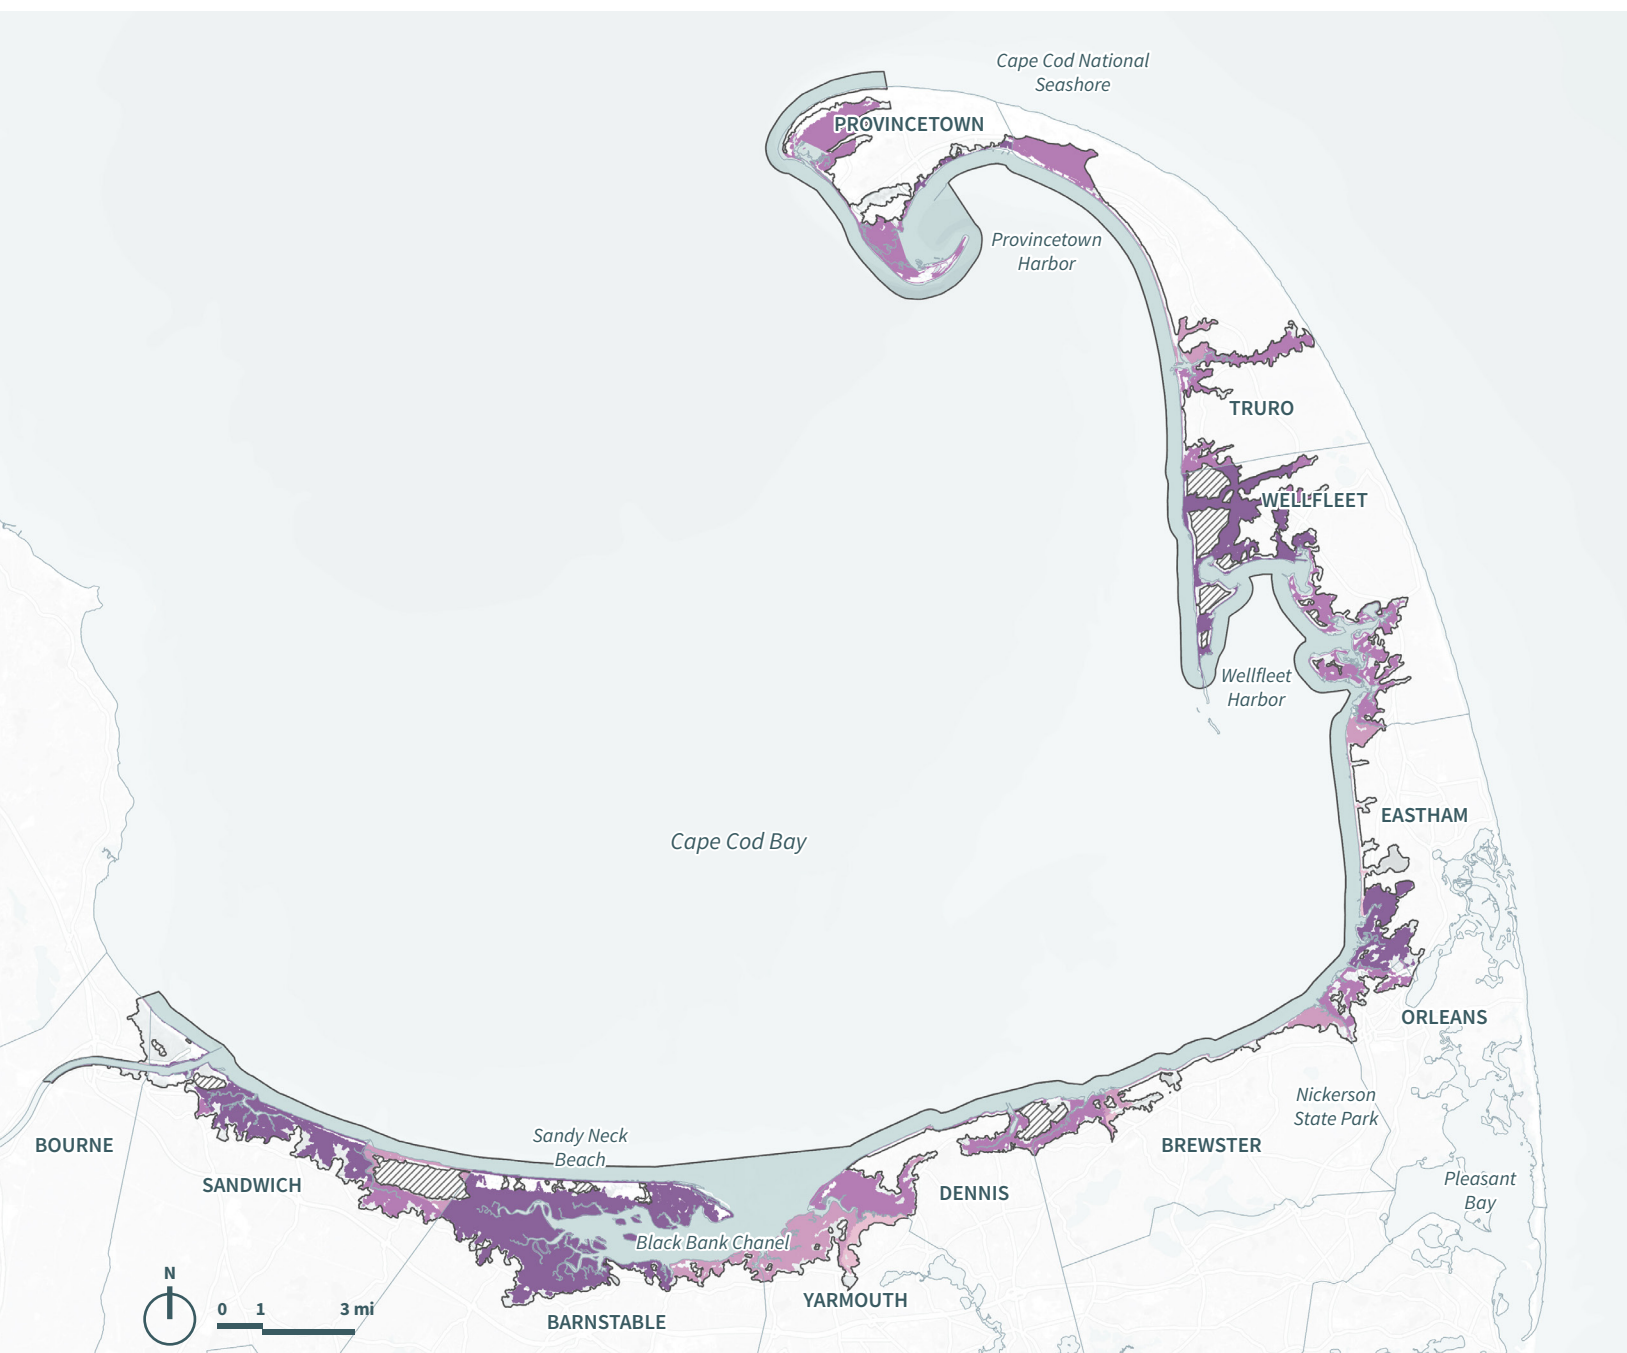 Cape Cod National
Seashore
PROVINCETOWN
Provincetown
Harbor
TRURO
WELLFLEET
Wellfleet
Harbor
EASTHAM
Cape Cod Bay
ORLEANS
Nickerson
State Park
BOURNE
Sandy Neck
Beach
BREWSTER
SANDWICH
DENNIS
Pleasant
Bay
Black Bank Chanel
N
YARMOUTH
0 1 3 mi
BARNSTABLE